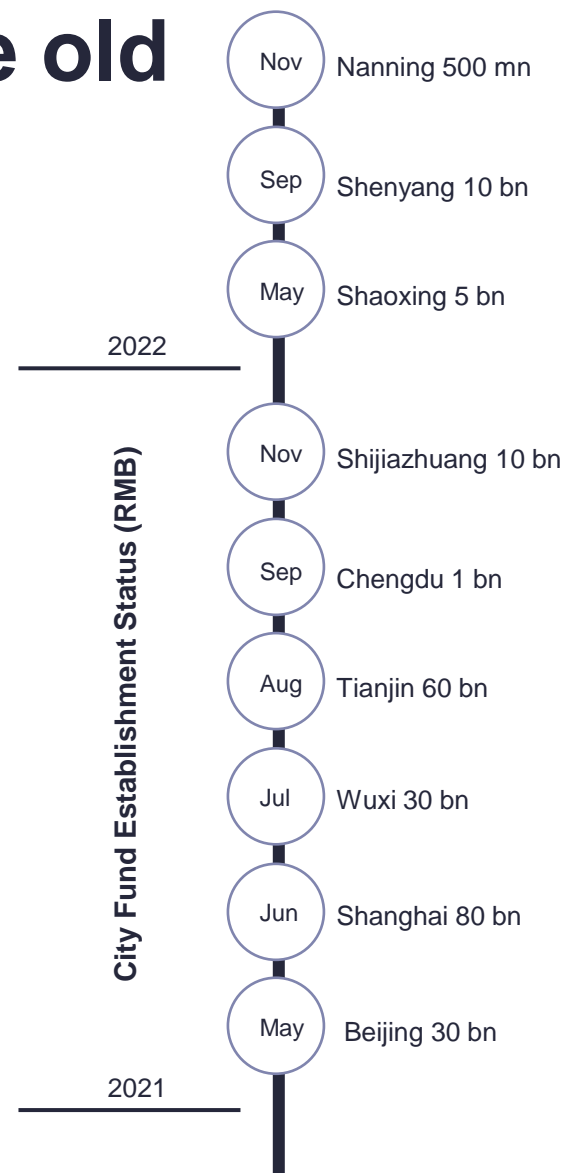 e old
Nov Nanning 500 mn
Sep Shenyang 10 bn
May Shaoxing 5 bn
2022
Nov Shijiazhuang 10 bn
Sep Chengdu 1 bn
Aug Tianjin 60 bn
Jul Wuxi 30 bn
Jun Shanghai 80 bn
May Beijing 30 bn
2021
City Fund Establishment Status (RMB)